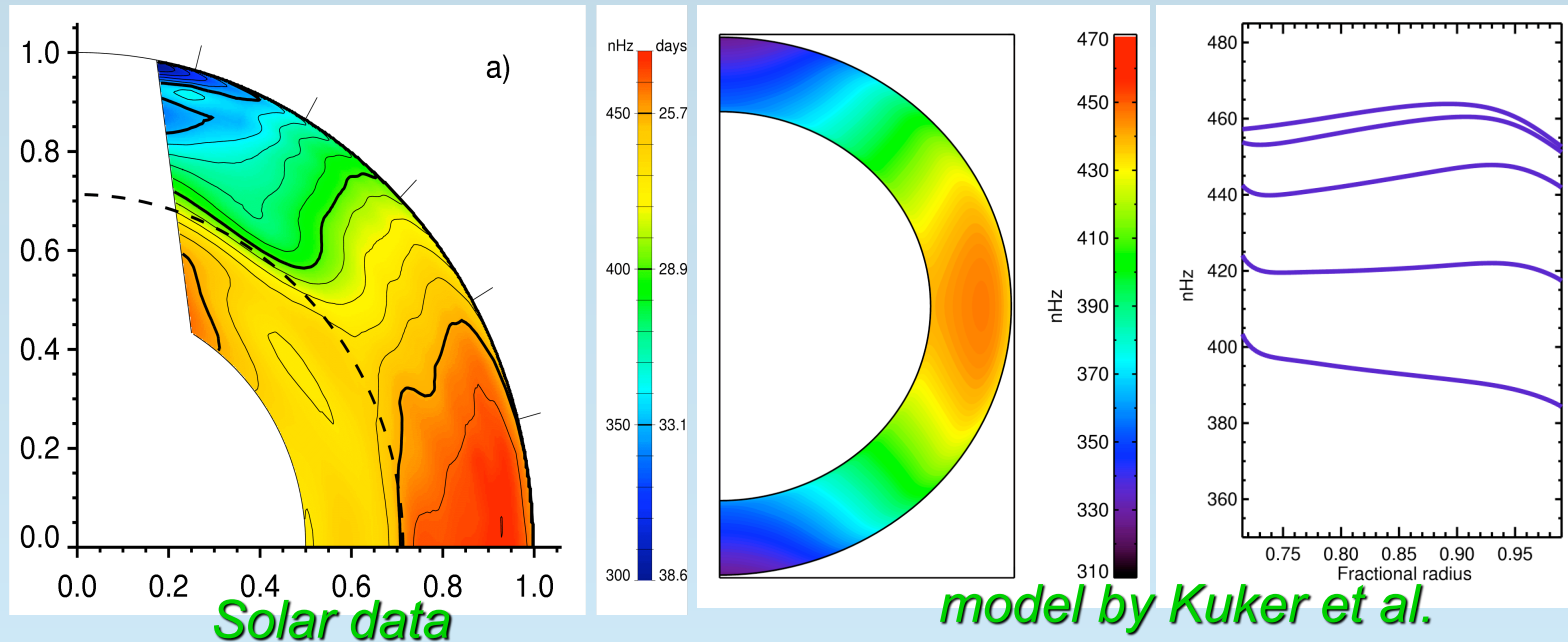 a)
1.0
0.8
0.6
0.4
0.2
0.0
0.0 0.2 0.4 0.6 0.8 1.0
Solar data
nHz days
450 25.7
400 28.9
350 33.1
300 38.6
470
450
430
410
390
370
350
330
310
nHz
480
460
440
420
400
380
360
nHz
0.75 0.80 0.85 0.90 0.95
Fractional radius
model by Kuker et al.